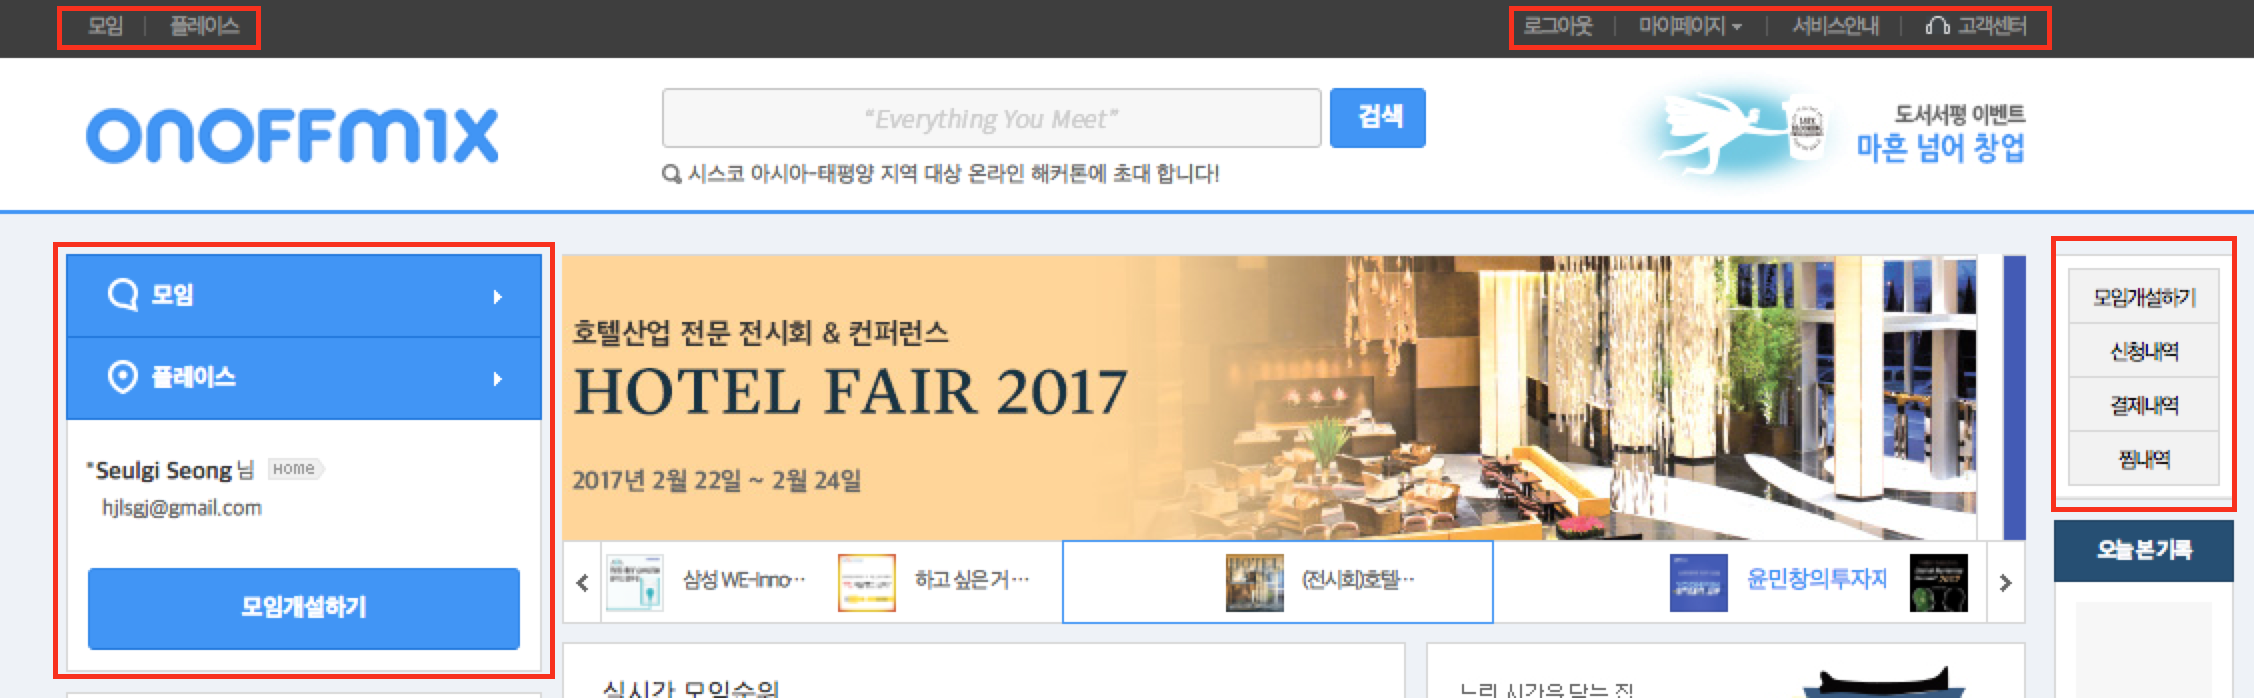 모임 플레이스 로그아웃 마이페이지 서비스안내 고객센터
ONOFFMIX
"Everything You Meet" 검색
시스코 아시아-태평양 지역 대상 온라인 해커톤에 초대 합니다!
도서서평 이벤트
마흔 넘어 창업
모임
플레이스
*Seulgi Seong님 HOME
hjlsgj@gmail.com
모임개설하기
호텔산업 전문 전시회 & 컨퍼런스
HOTEL FAIR 2017
2017년 2월 22일 ~ 2월 24일
삼성 WE-Inno… 하고 싶은 거… (전시회)호텔… 윤민창의투자지
모임개설하기
신청내역
결제내역
찜내역
오늘 본 기록
실시간 모임순위
느린 시간을 담는 집